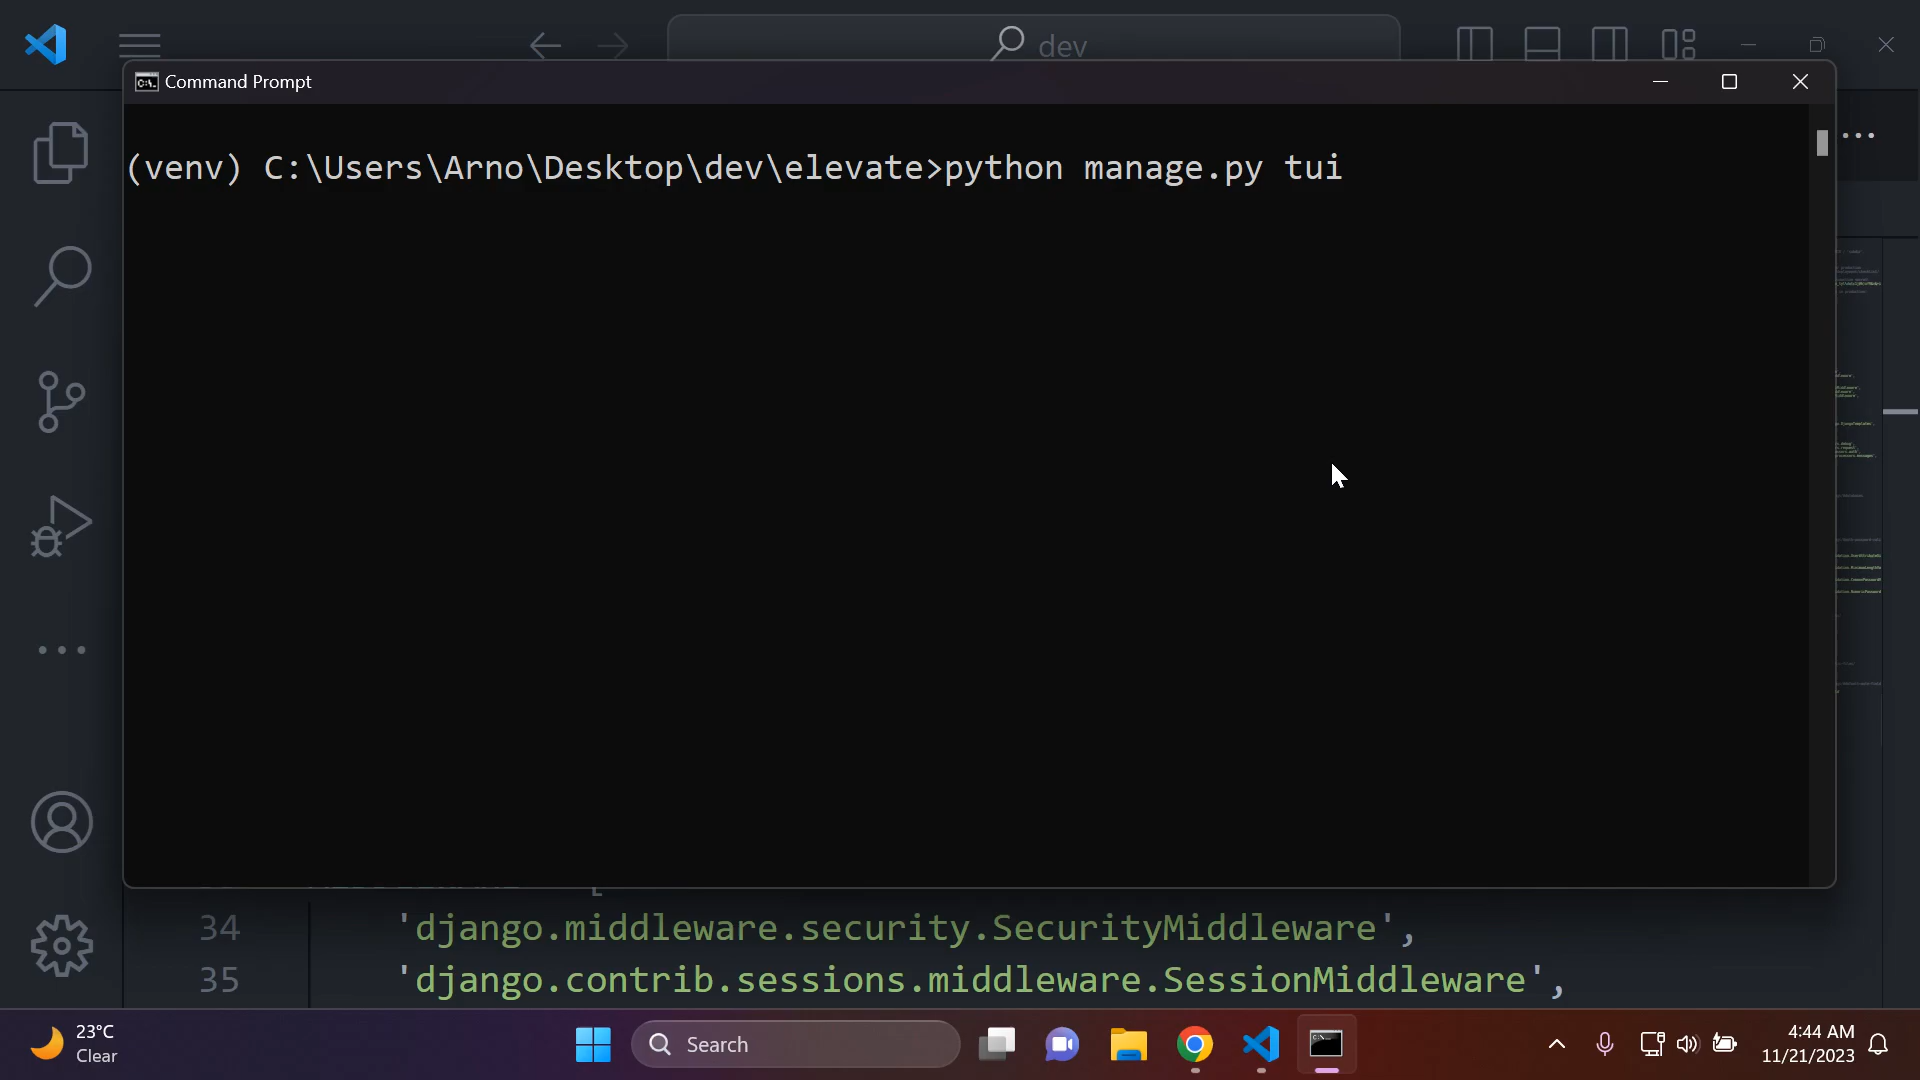 dev
Command Prompt
(venv) C:\Users\Arno\Desktop\dev\elevate>python manage.py tui
34 'django.middleware.security.SecurityMiddleware',
35 'django.contrib.sessions.middleware.SessionMiddleware',
23°C
Clear
Search
4:44 AM
11/21/2023